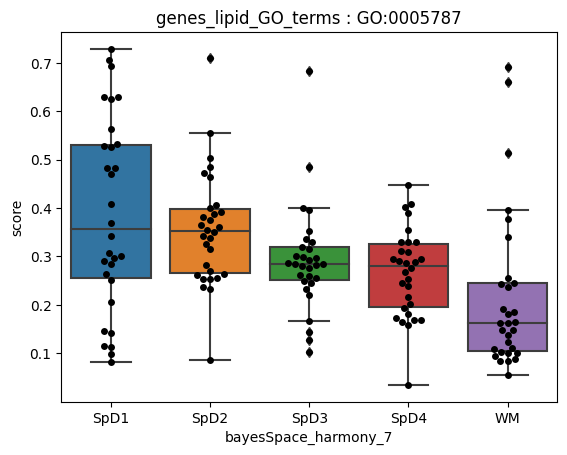 genes_lipid_GO_terms : GO:0005787
score
0.7
0.6
0.5
0.4
0.3
0.2
0.1
SpD1 SpD2 SpD3 SpD4 WM
bayesSpace_harmony_7